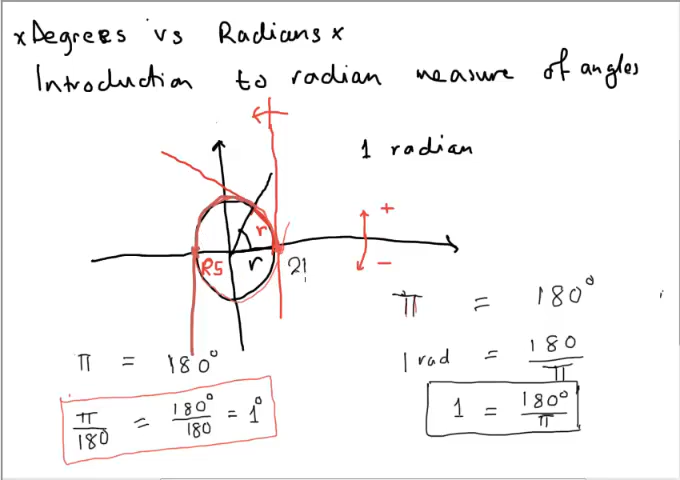 x Degrees vs Radians x
Introduction to radian measure of angles
1 radian
+
r
RS r 2!
−
π = 180°
π = 180°
1 rad = 180/π
π/180 = 180°/180 = 1°
1 = 180°/π